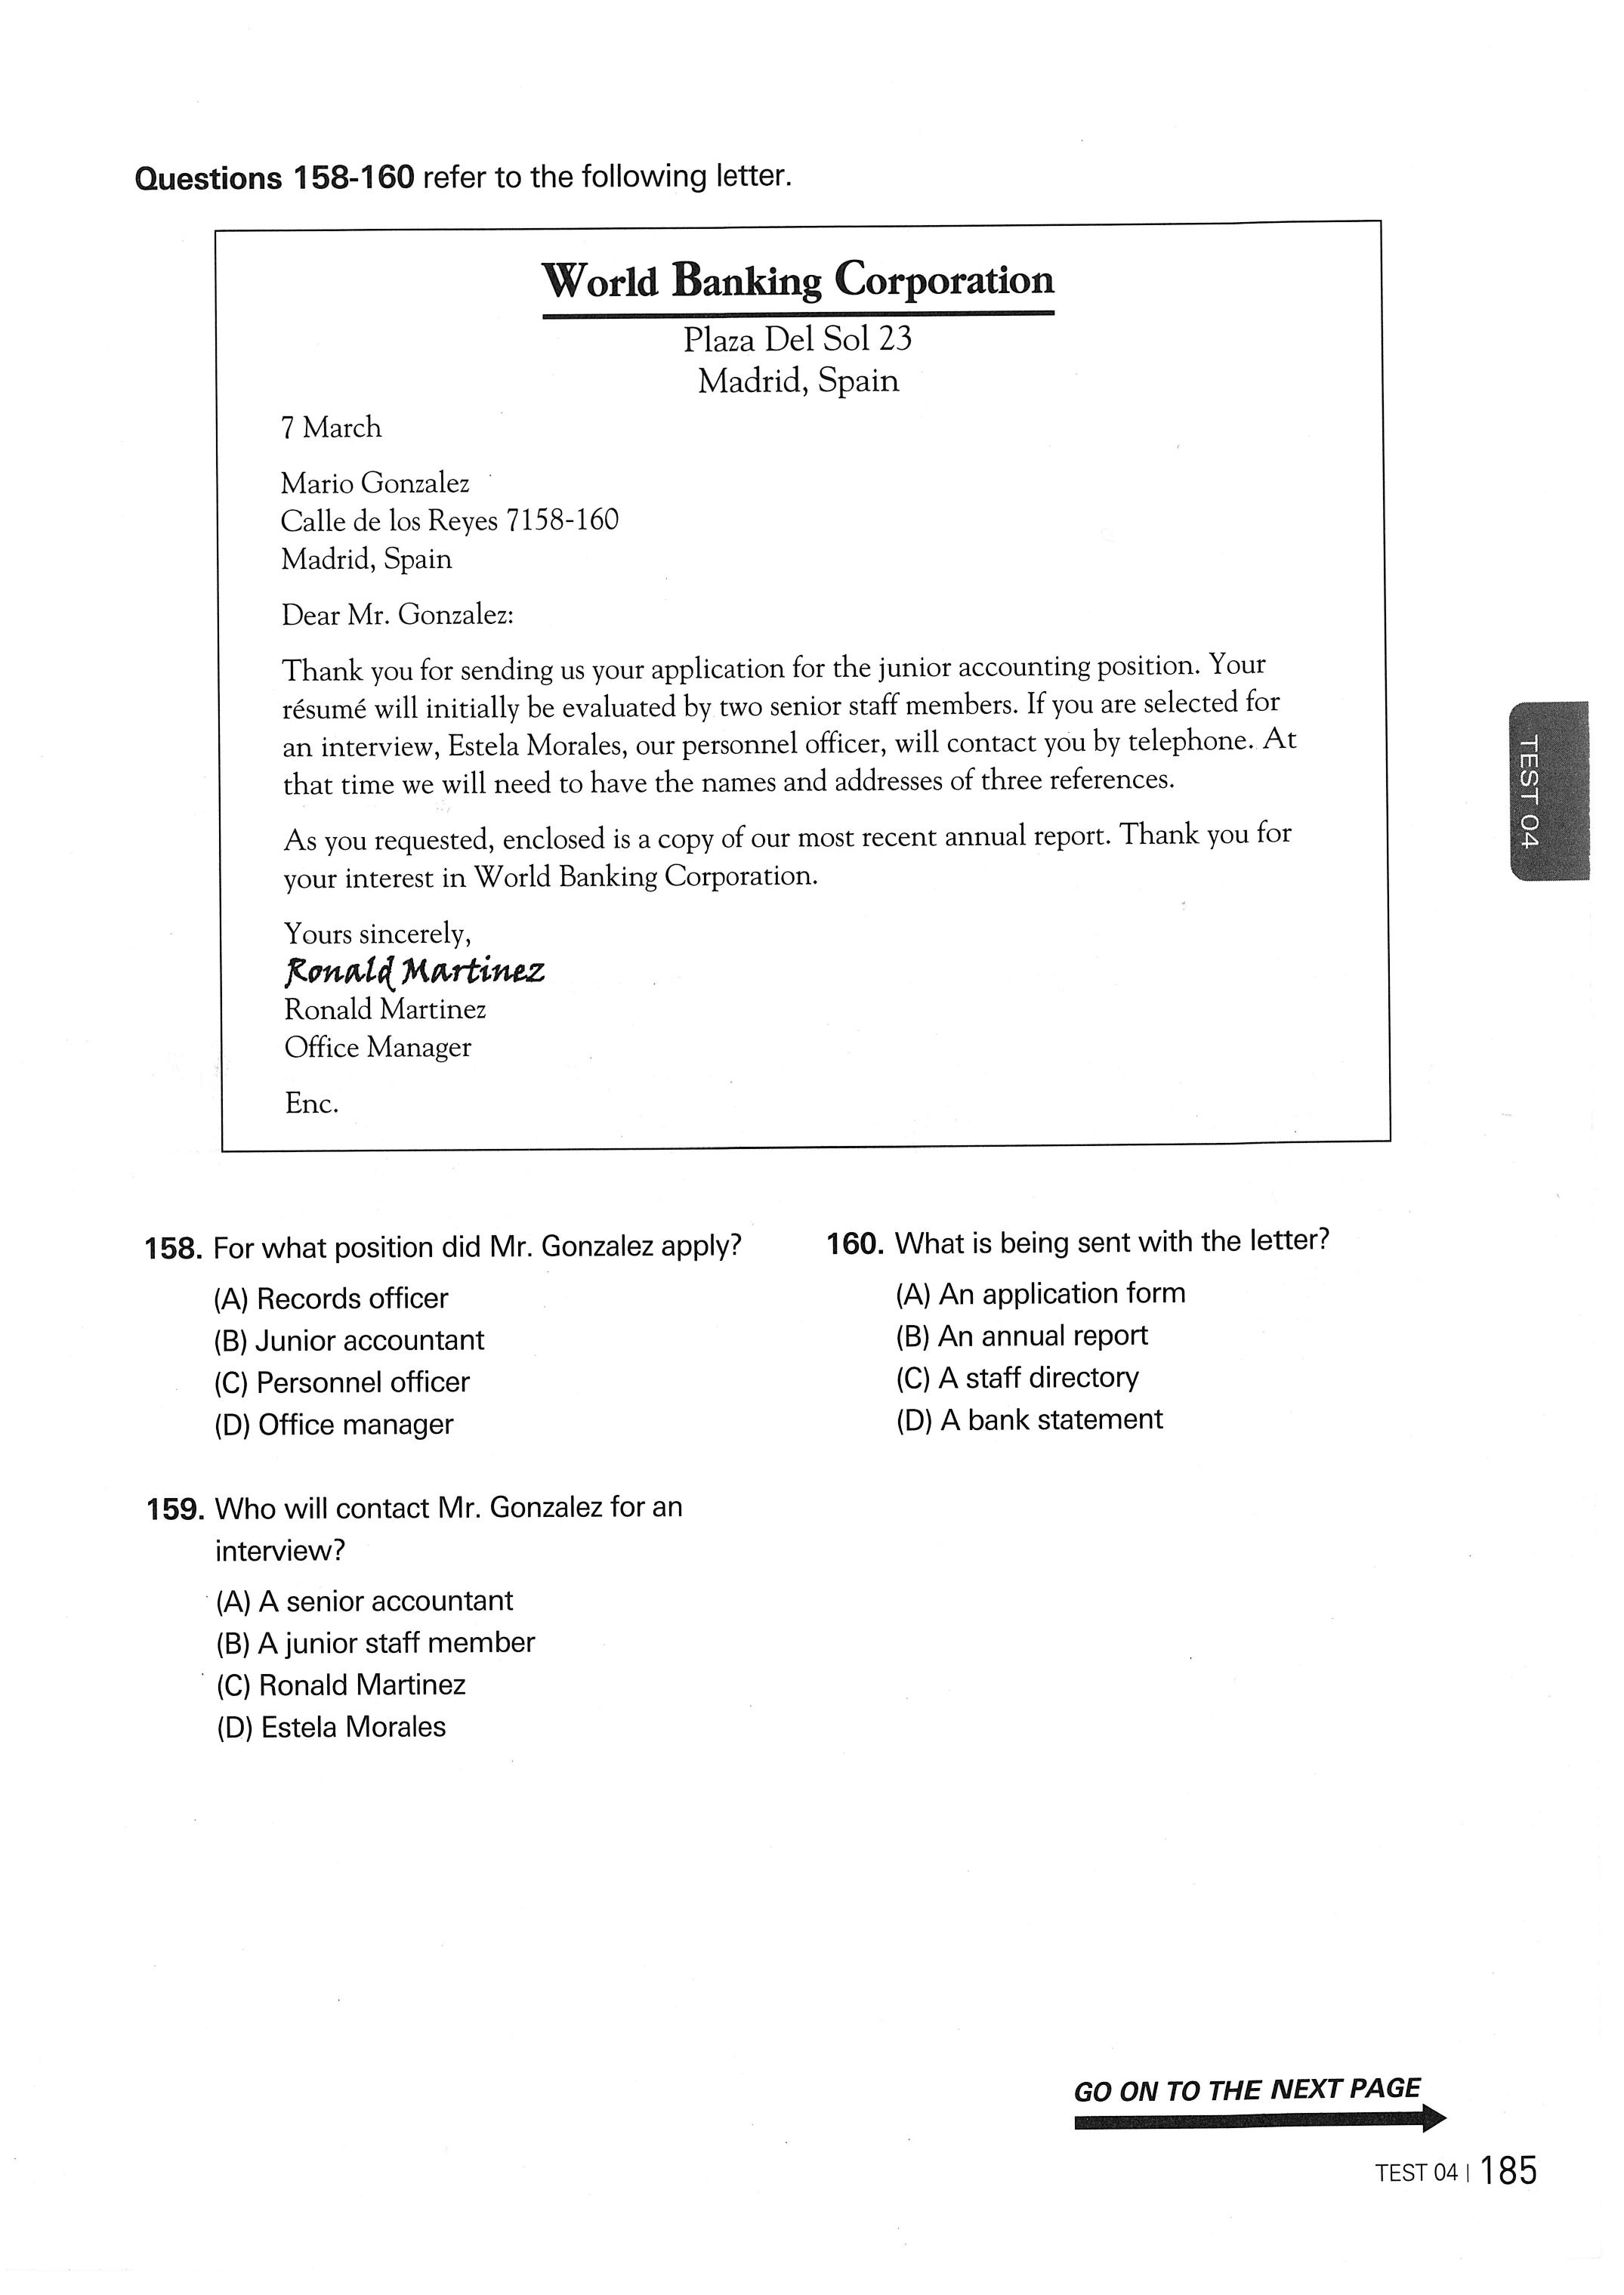 Questions 158-160 refer to the following letter.
World Banking Corporation
Plaza Del Sol 23
Madrid, Spain
7 March
Mario Gonzalez
Calle de los Reyes 7158-160
Madrid, Spain
Dear Mr. Gonzalez:
Thank you for sending us your application for the junior accounting position. Your
résumé will initially be evaluated by two senior staff members. If you are selected for
an interview, Estela Morales, our personnel officer, will contact you by telephone. At
that time we will need to have the names and addresses of three references.
As you requested, enclosed is a copy of our most recent annual report. Thank you for
your interest in World Banking Corporation.
Yours sincerely,
Ronald Martinez
Ronald Martinez
Office Manager
Enc.
TEST 04
158. For what position did Mr. Gonzalez apply?
(A) Records officer
(B) Junior accountant
(C) Personnel officer
(D) Office manager
159. Who will contact Mr. Gonzalez for an
interview?
(A) A senior accountant
(B) A junior staff member
(C) Ronald Martinez
(D) Estela Morales
160. What is being sent with the letter?
(A) An application form
(B) An annual report
(C) A staff directory
(D) A bank statement
GO ON TO THE NEXT PAGE
TEST 04 | 185